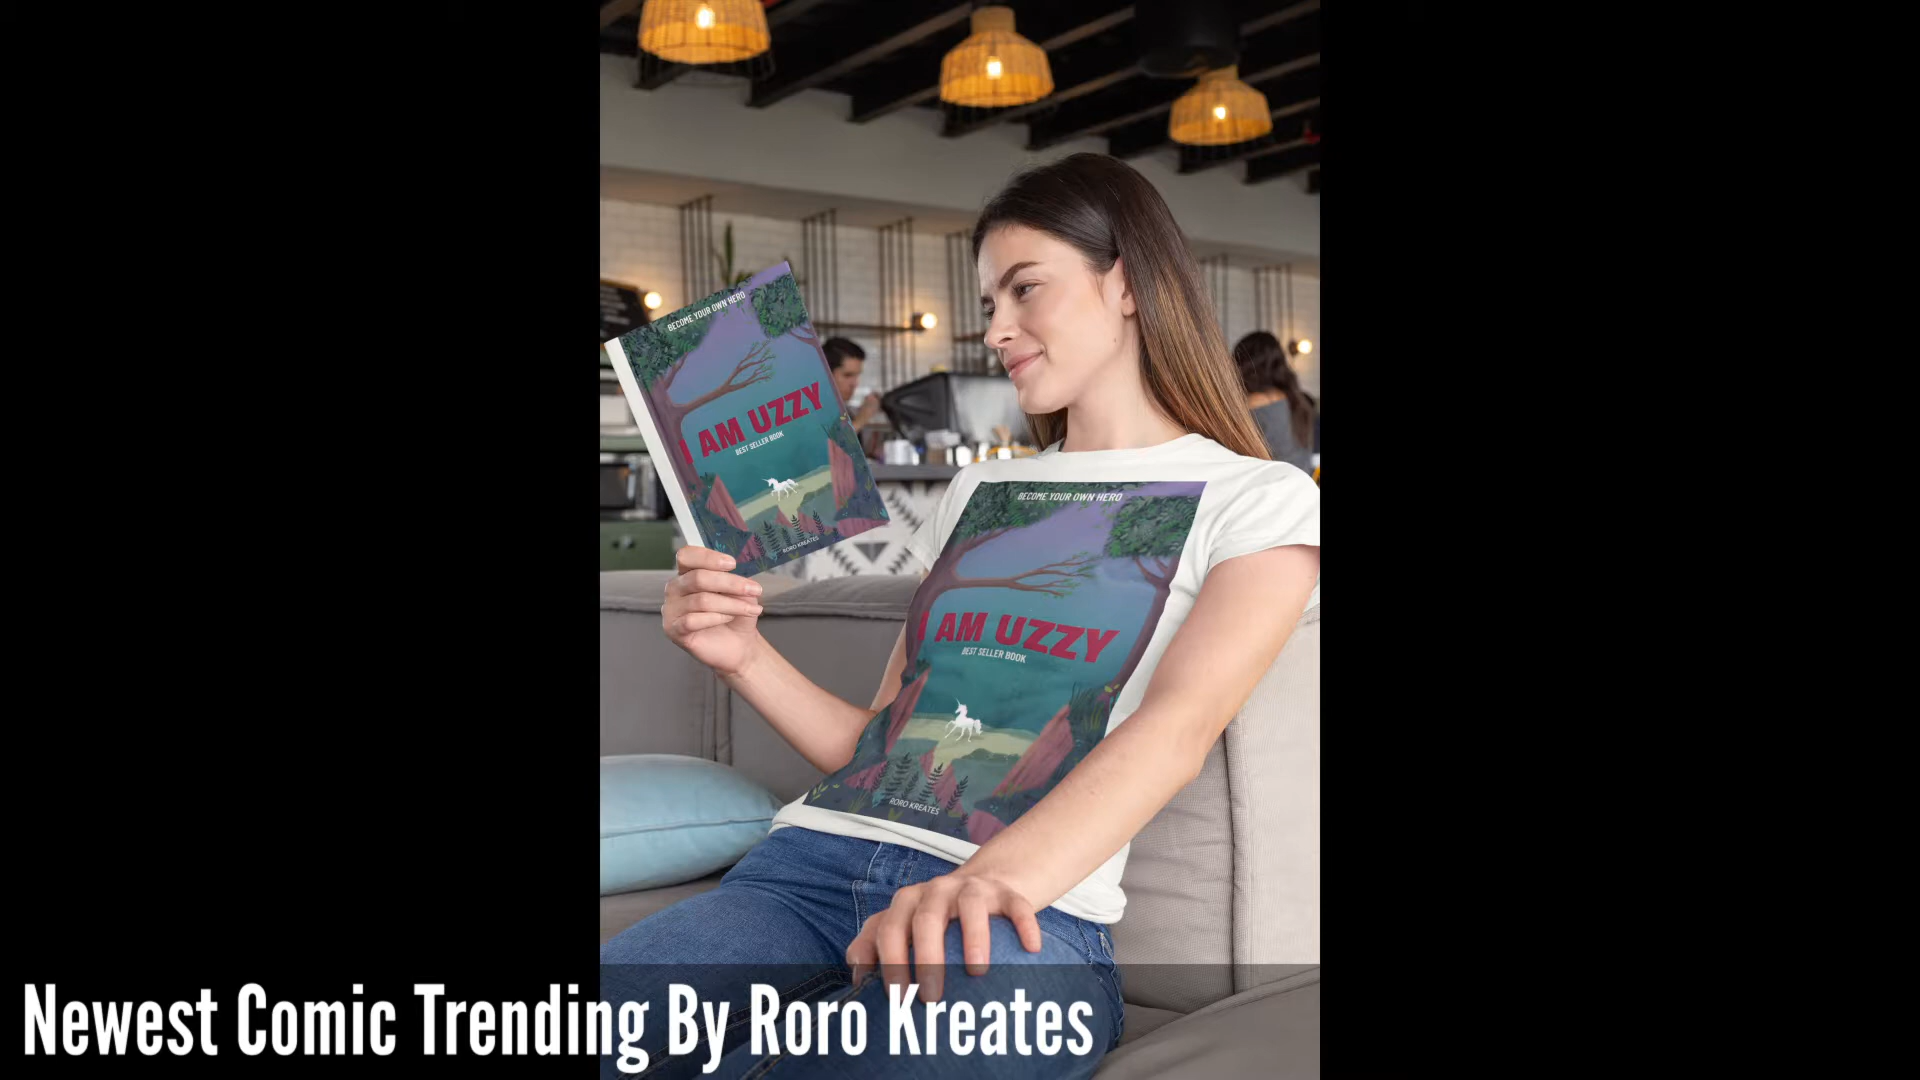 BECOME YOUR OWN HERO
I AM UZZY
BEST SELLER BOOK
RORO KREATES
BECOME YOUR OWN HERO
I AM UZZY
BEST SELLER BOOK
RORO KREATES
Newest Comic Trending By Roro Kreates